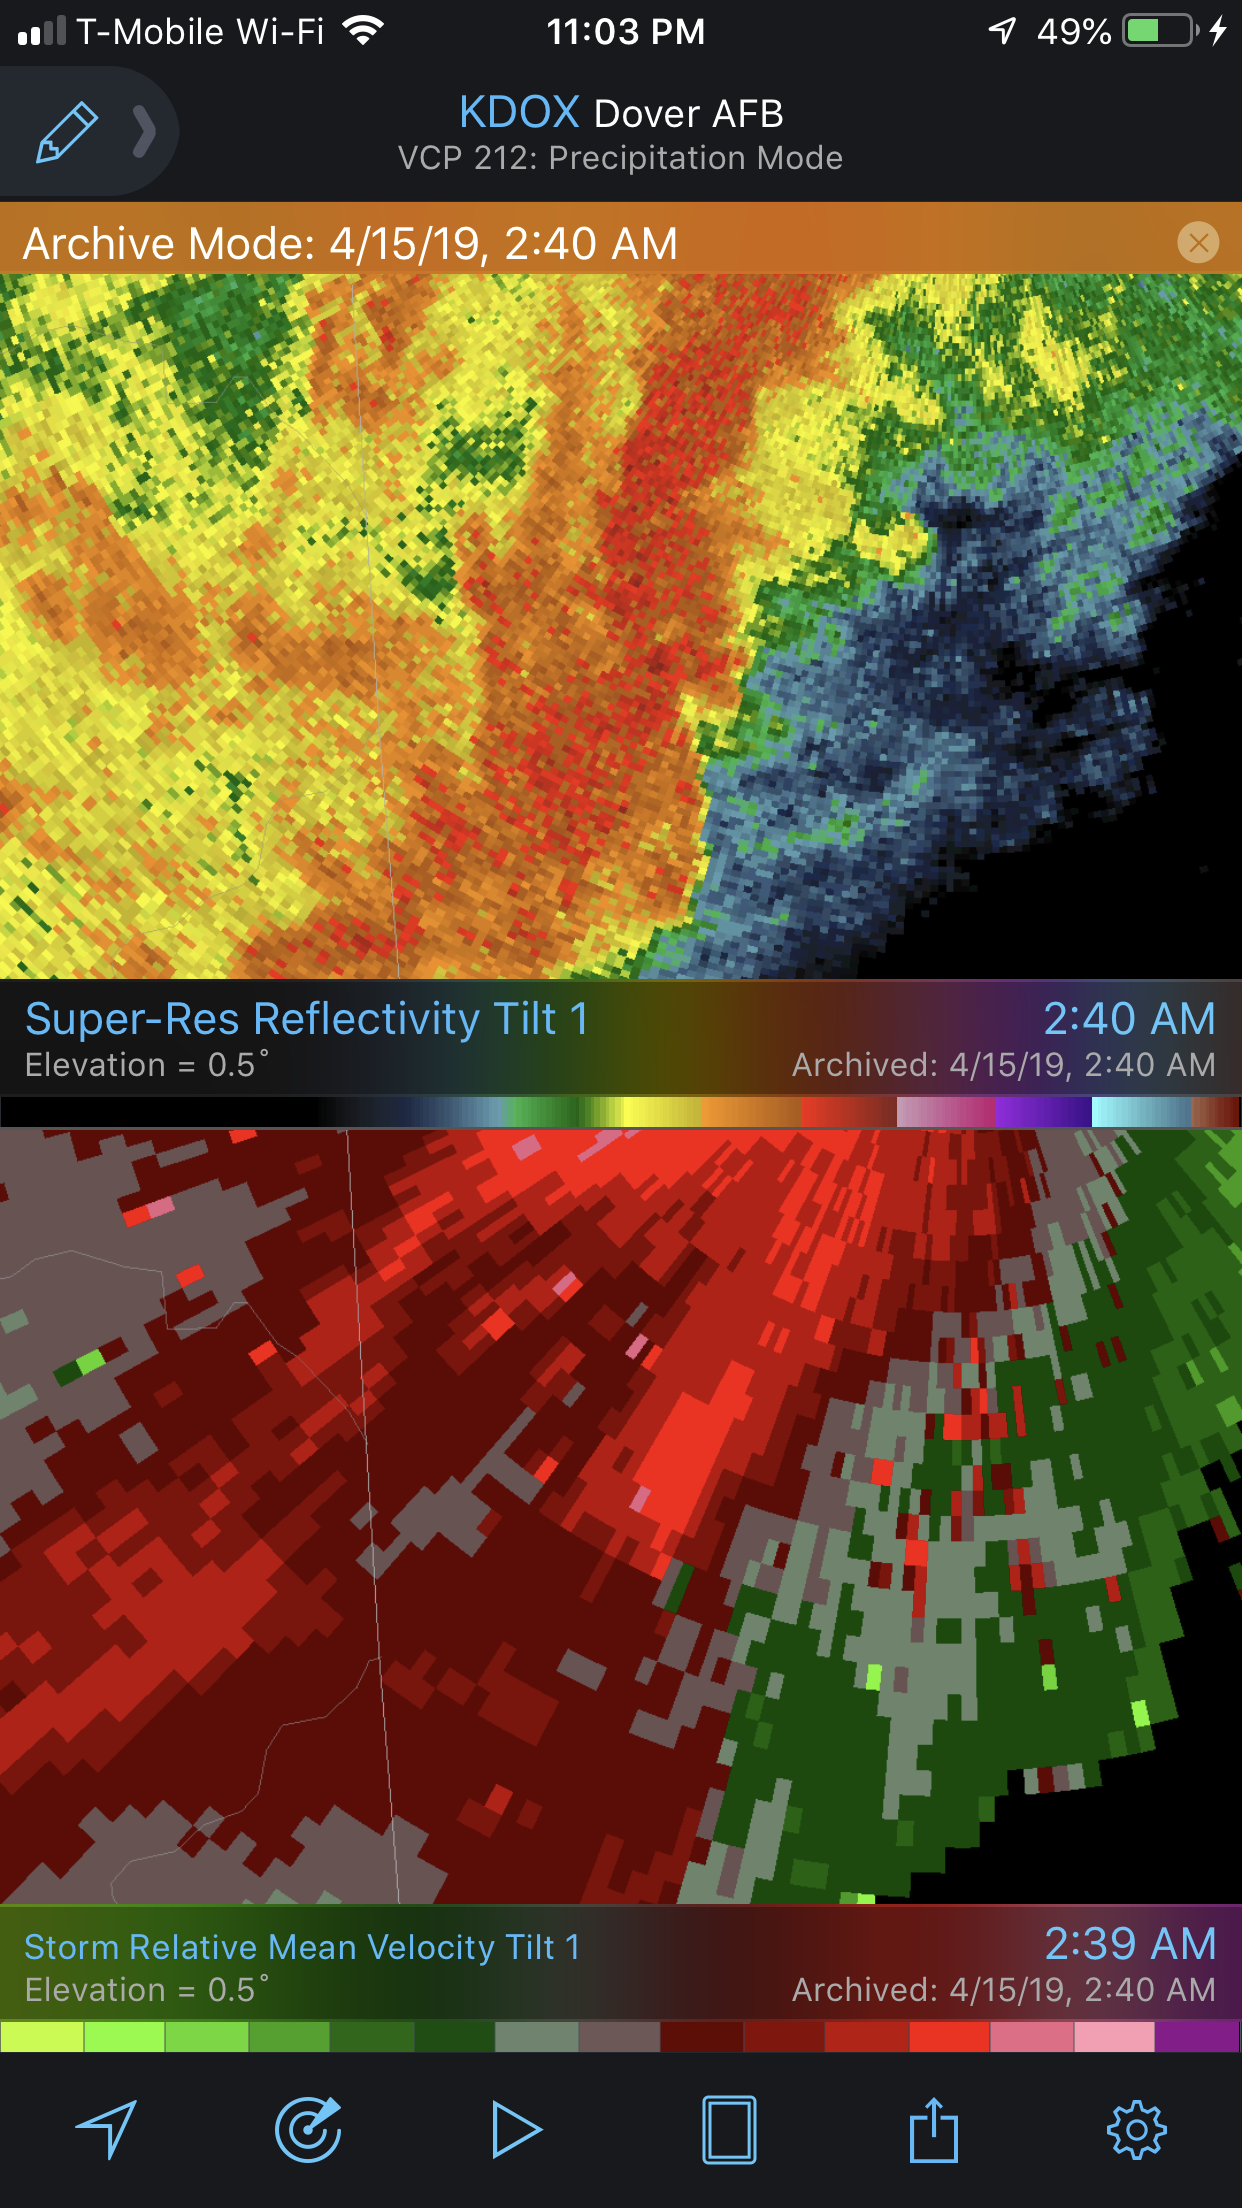 T-Mobile Wi-Fi 11:03 PM 49%
KDOX Dover AFB
VCP 212: Precipitation Mode
Archive Mode: 4/15/19, 2:40 AM
Super-Res Reflectivity Tilt 1 2:40 AM
Elevation = 0.5° Archived: 4/15/19, 2:40 AM
Storm Relative Mean Velocity Tilt 1 2:39 AM
Elevation = 0.5° Archived: 4/15/19, 2:40 AM